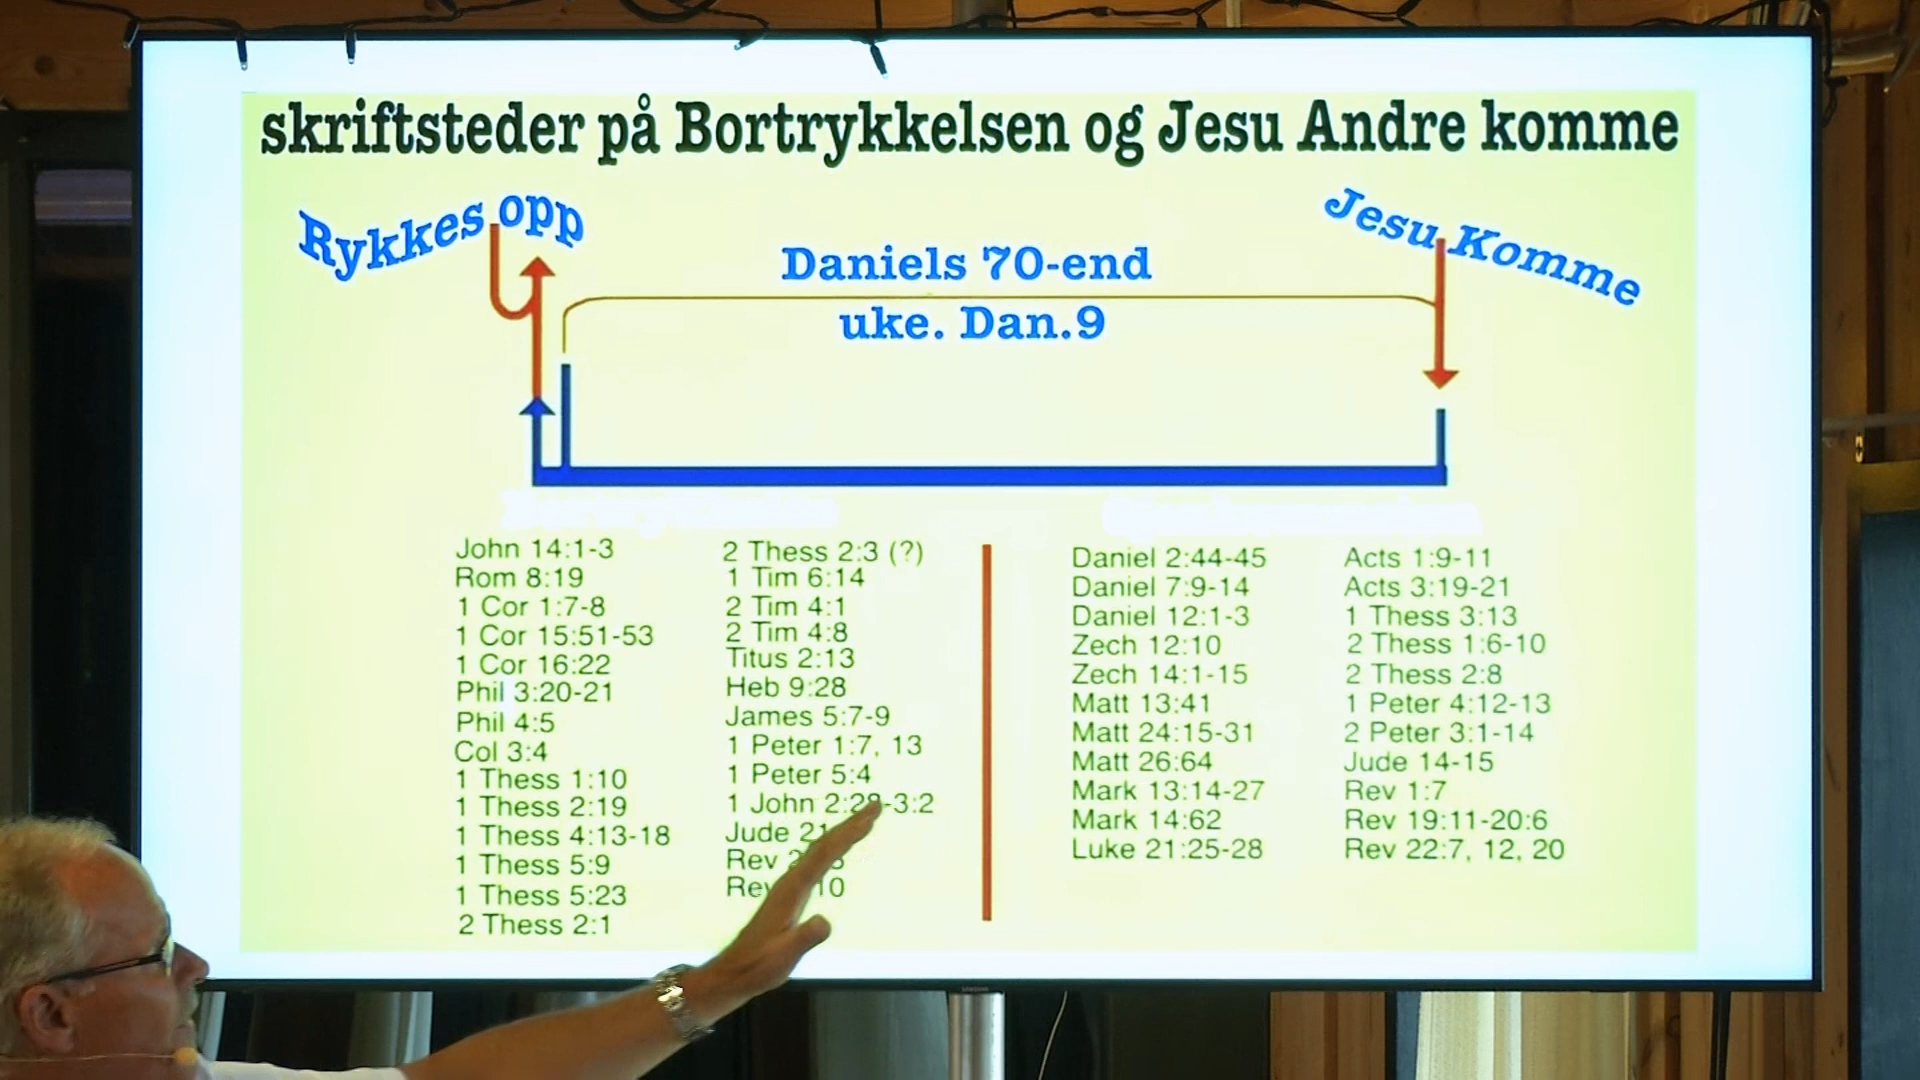 skriftsteder på Bortrykkelsen og Jesu Andre komme
Rykkes opp
Jesu Komme
Daniels 70-end
uke. Dan.9
John 14:1-3
Rom 8:19
1 Cor 1:7-8
1 Cor 15:51-53
1 Cor 16:22
Phil 3:20-21
Phil 4:5
Col 3:4
1 Thess 1:10
1 Thess 2:19
1 Thess 4:13-18
1 Thess 5:9
1 Thess 5:23
2 Thess 2:1
2 Thess 2:3 (?)
1 Tim 6:14
2 Tim 4:1
2 Tim 4:8
Titus 2:13
Heb 9:28
James 5:7-9
1 Peter 1:7, 13
1 Peter 5:4
1 John 2:28-3:2
Jude 21
Rev
Rev
Daniel 2:44-45
Daniel 7:9-14
Daniel 12:1-3
Zech 12:10
Zech 14:1-15
Matt 13:41
Matt 24:15-31
Matt 26:64
Mark 13:14-27
Mark 14:62
Luke 21:25-28
Acts 1:9-11
Acts 3:19-21
1 Thess 3:13
2 Thess 1:6-10
2 Thess 2:8
1 Peter 4:12-13
2 Peter 3:1-14
Jude 14-15
Rev 1:7
Rev 19:11-20:6
Rev 22:7, 12, 20